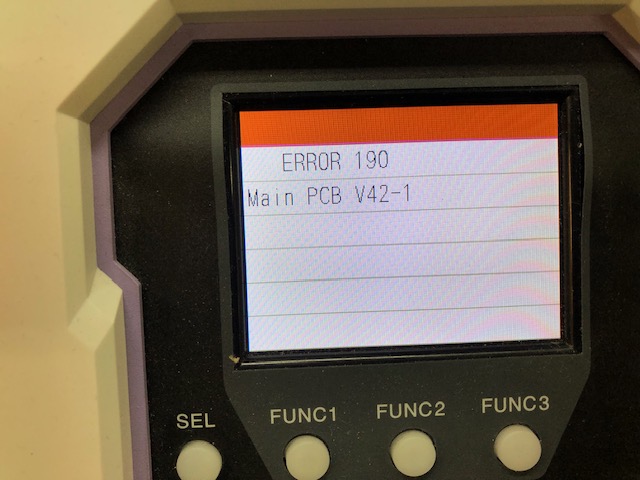 ERROR 190
Main PCB V42-1
SEL FUNC1 FUNC2 FUNC3